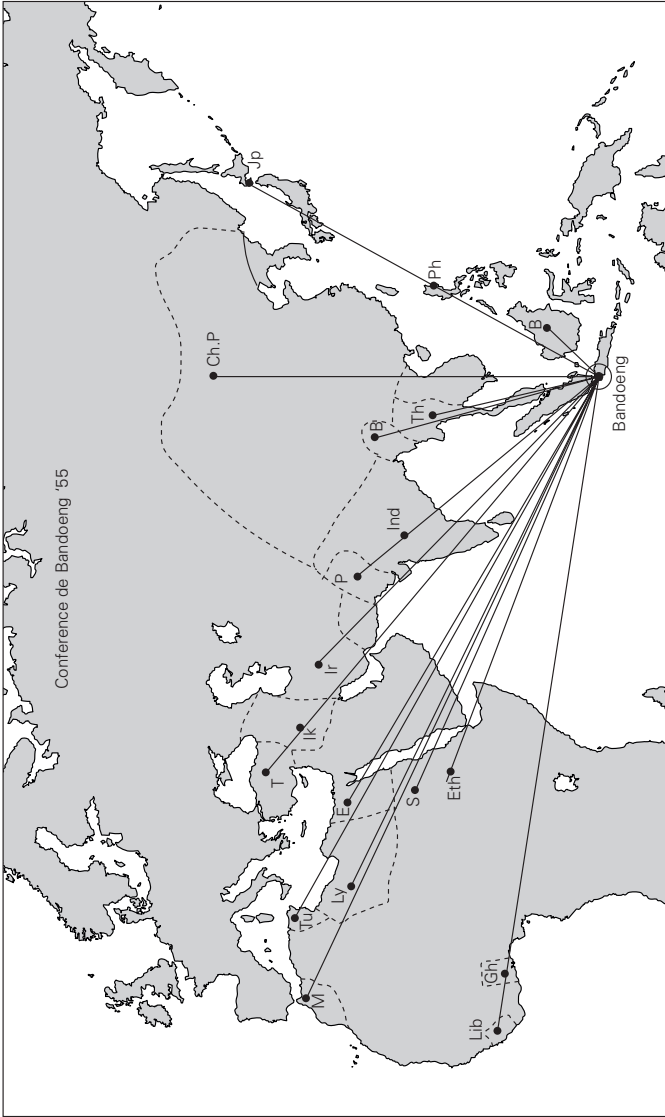 Conference de Bandoeng '55
Jp
Ch.P
Ph
B
Th
B
Bandoeng
Ind
P
Ir
Ik
T
E
S
Eth
Ly
Tu
M
Gh
Lib